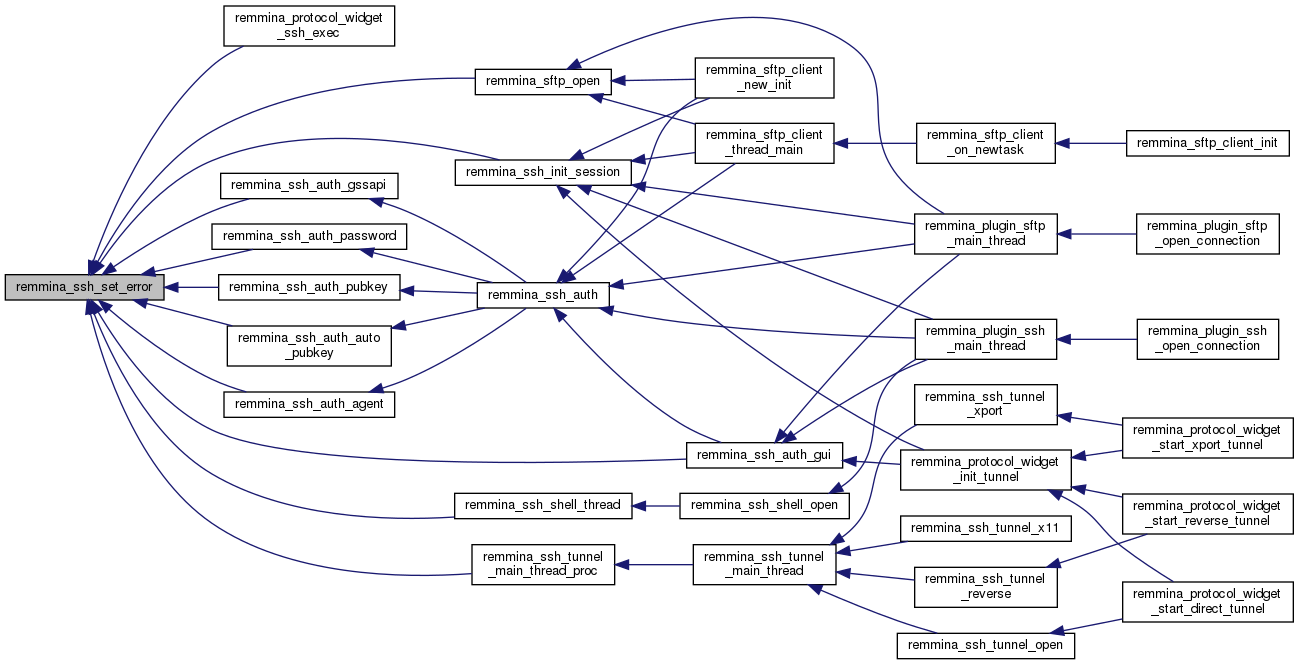 remmina_protocol_widget
_ssh_exec
remmina_sftp_open
remmina_sftp_client
_new_init
remmina_sftp_client
_thread_main
remmina_sftp_client
_on_newtask
remmina_sftp_client_init
remmina_ssh_init_session
remmina_ssh_auth_gssapi
remmina_ssh_auth_password
remmina_plugin_sftp
_main_thread
remmina_plugin_sftp
_open_connection
remmina_ssh_set_error
remmina_ssh_auth_pubkey
remmina_ssh_auth
remmina_ssh_auth_auto
_pubkey
remmina_plugin_ssh
_main_thread
remmina_plugin_ssh
_open_connection
remmina_ssh_auth_agent
remmina_ssh_tunnel
_xport
remmina_protocol_widget
_start_xport_tunnel
remmina_ssh_auth_gui
remmina_protocol_widget
_init_tunnel
remmina_ssh_shell_thread
remmina_ssh_shell_open
remmina_protocol_widget
_start_reverse_tunnel
remmina_ssh_tunnel_x11
remmina_ssh_tunnel
_main_thread_proc
remmina_ssh_tunnel
_main_thread
remmina_ssh_tunnel
_reverse
remmina_protocol_widget
_start_direct_tunnel
remmina_ssh_tunnel_open